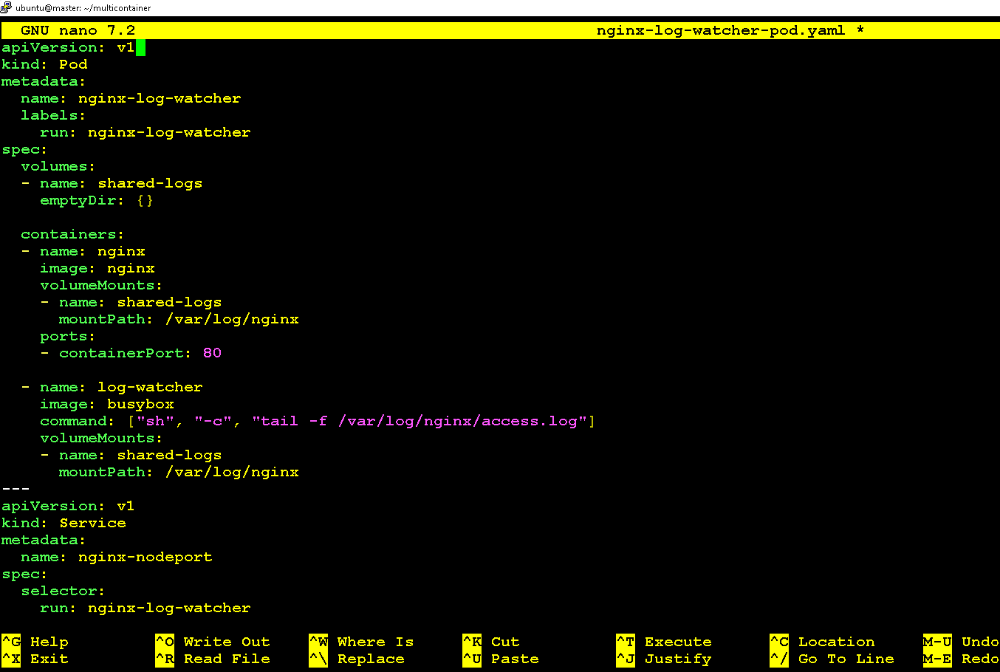 ubuntu@master: ~/multicontainer
GNU nano 7.2 nginx-log-watcher-pod.yaml *
apiVersion: v1
kind: Pod
metadata:
  name: nginx-log-watcher
  labels:
    run: nginx-log-watcher
spec:
  volumes:
  - name: shared-logs
    emptyDir: {}

  containers:
  - name: nginx
    image: nginx
    volumeMounts:
    - name: shared-logs
      mountPath: /var/log/nginx
    ports:
    - containerPort: 80

  - name: log-watcher
    image: busybox
    command: ["sh", "-c", "tail -f /var/log/nginx/access.log"]
    volumeMounts:
    - name: shared-logs
      mountPath: /var/log/nginx
---
apiVersion: v1
kind: Service
metadata:
  name: nginx-nodeport
spec:
  selector:
    run: nginx-log-watcher

^G Help ^O Write Out ^W Where Is ^K Cut ^T Execute ^C Location M-U Undo
^X Exit ^R Read File ^\ Replace ^U Paste ^J Justify ^/ Go To Line M-E Redo